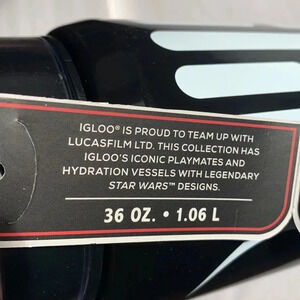 IGLOO® IS PROUD TO TEAM UP WITH
LUCASFILM LTD. THIS COLLECTION HAS
IGLOO'S ICONIC PLAYMATES AND
HYDRATION VESSELS WITH LEGENDARY
STAR WARS™ DESIGNS.
36 OZ. • 1.06 L